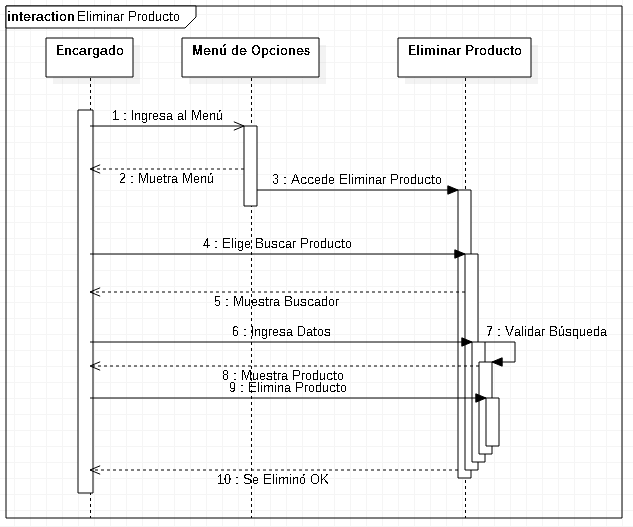 interaction Eliminar Producto
Encargado
Menú de Opciones
Eliminar Producto
1 : Ingresa al Menú
2 : Muetra Menú
3 : Accede Eliminar Producto
4 : Elige Buscar Producto
5 : Muestra Buscador
6 : Ingresa Datos
7 : Validar Búsqueda
8 : Muestra Producto
9 : Elimina Producto
10 : Se Eliminó OK